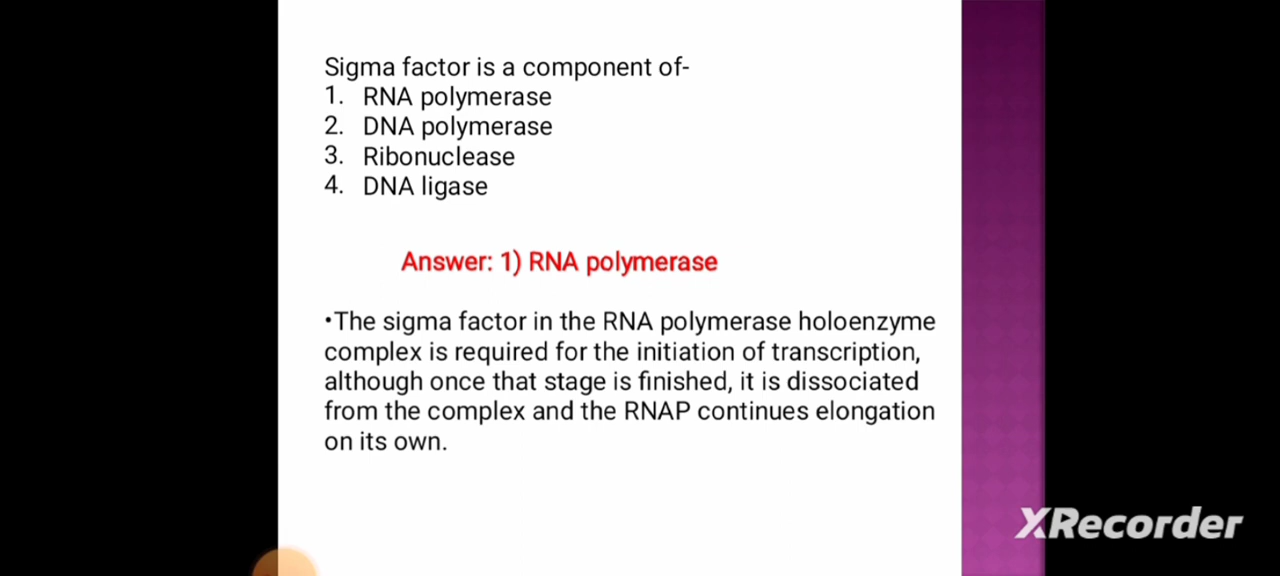 Sigma factor is a component of-
1. RNA polymerase
2. DNA polymerase
3. Ribonuclease
4. DNA ligase
Answer: 1) RNA polymerase
•The sigma factor in the RNA polymerase holoenzyme
complex is required for the initiation of transcription,
although once that stage is finished, it is dissociated
from the complex and the RNAP continues elongation
on its own.
XRecorder